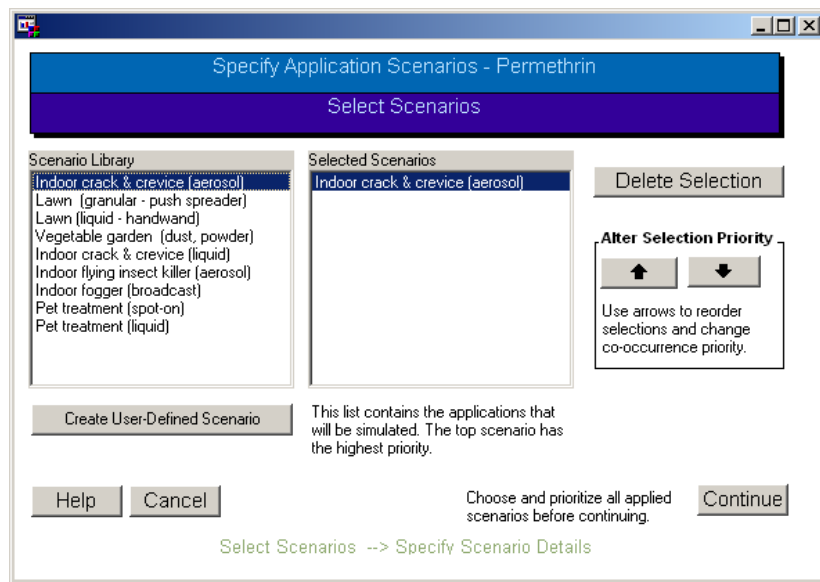 Specify Application Scenarios - Permethrin
Select Scenarios
Scenario Library
Indoor crack & crevice (aerosol)
Lawn (granular - push spreader)
Lawn (liquid - handwand)
Vegetable garden (dust, powder)
Indoor crack & crevice (liquid)
Indoor flying insect killer (aerosol)
Indoor fogger (broadcast)
Pet treatment (spot-on)
Pet treatment (liquid)
Create User-Defined Scenario
Selected Scenarios
Indoor crack & crevice (aerosol)
This list contains the applications that
will be simulated. The top scenario has
the highest priority.
Delete Selection
Alter Selection Priority
Use arrows to reorder
selections and change
co-occurrence priority.
Help
Cancel
Choose and prioritize all applied
scenarios before continuing.
Continue
Select Scenarios --> Specify Scenario Details